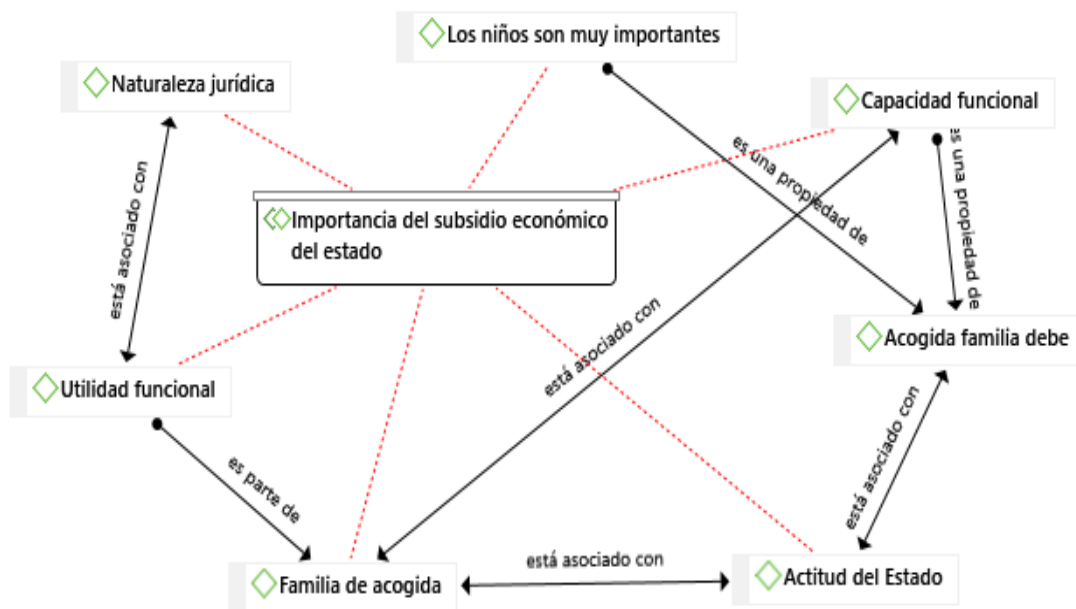 Los niños son muy importantes
Naturaleza jurídica
Capacidad funcional
es una propiedad de
es una propiedad de
está asociado con
Importancia del subsidio económico
del estado
está asociado con
Acogida familia debe
Utilidad funcional
está asociado con
es parte de
está asociado con
Familia de acogida
Actitud del Estado